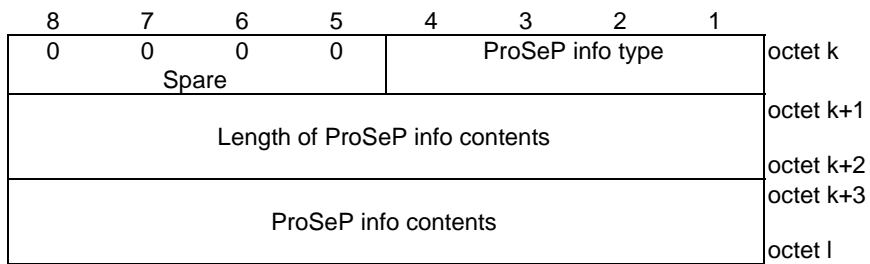 8 7 6 5 4 3 2 1
0 0 0 0 ProSeP info type octet k
Spare
octet k+1
Length of ProSeP info contents
octet k+2
octet k+3
ProSeP info contents
octet l